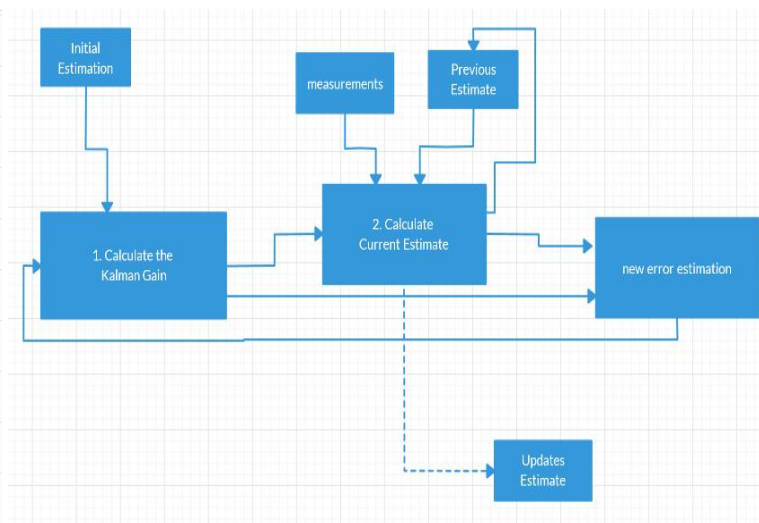 Initial
Estimation
measurements
Previous
Estimate
1. Calculate the
Kalman Gain
2. Calculate
Current Estimate
new error estimation
Updates
Estimate